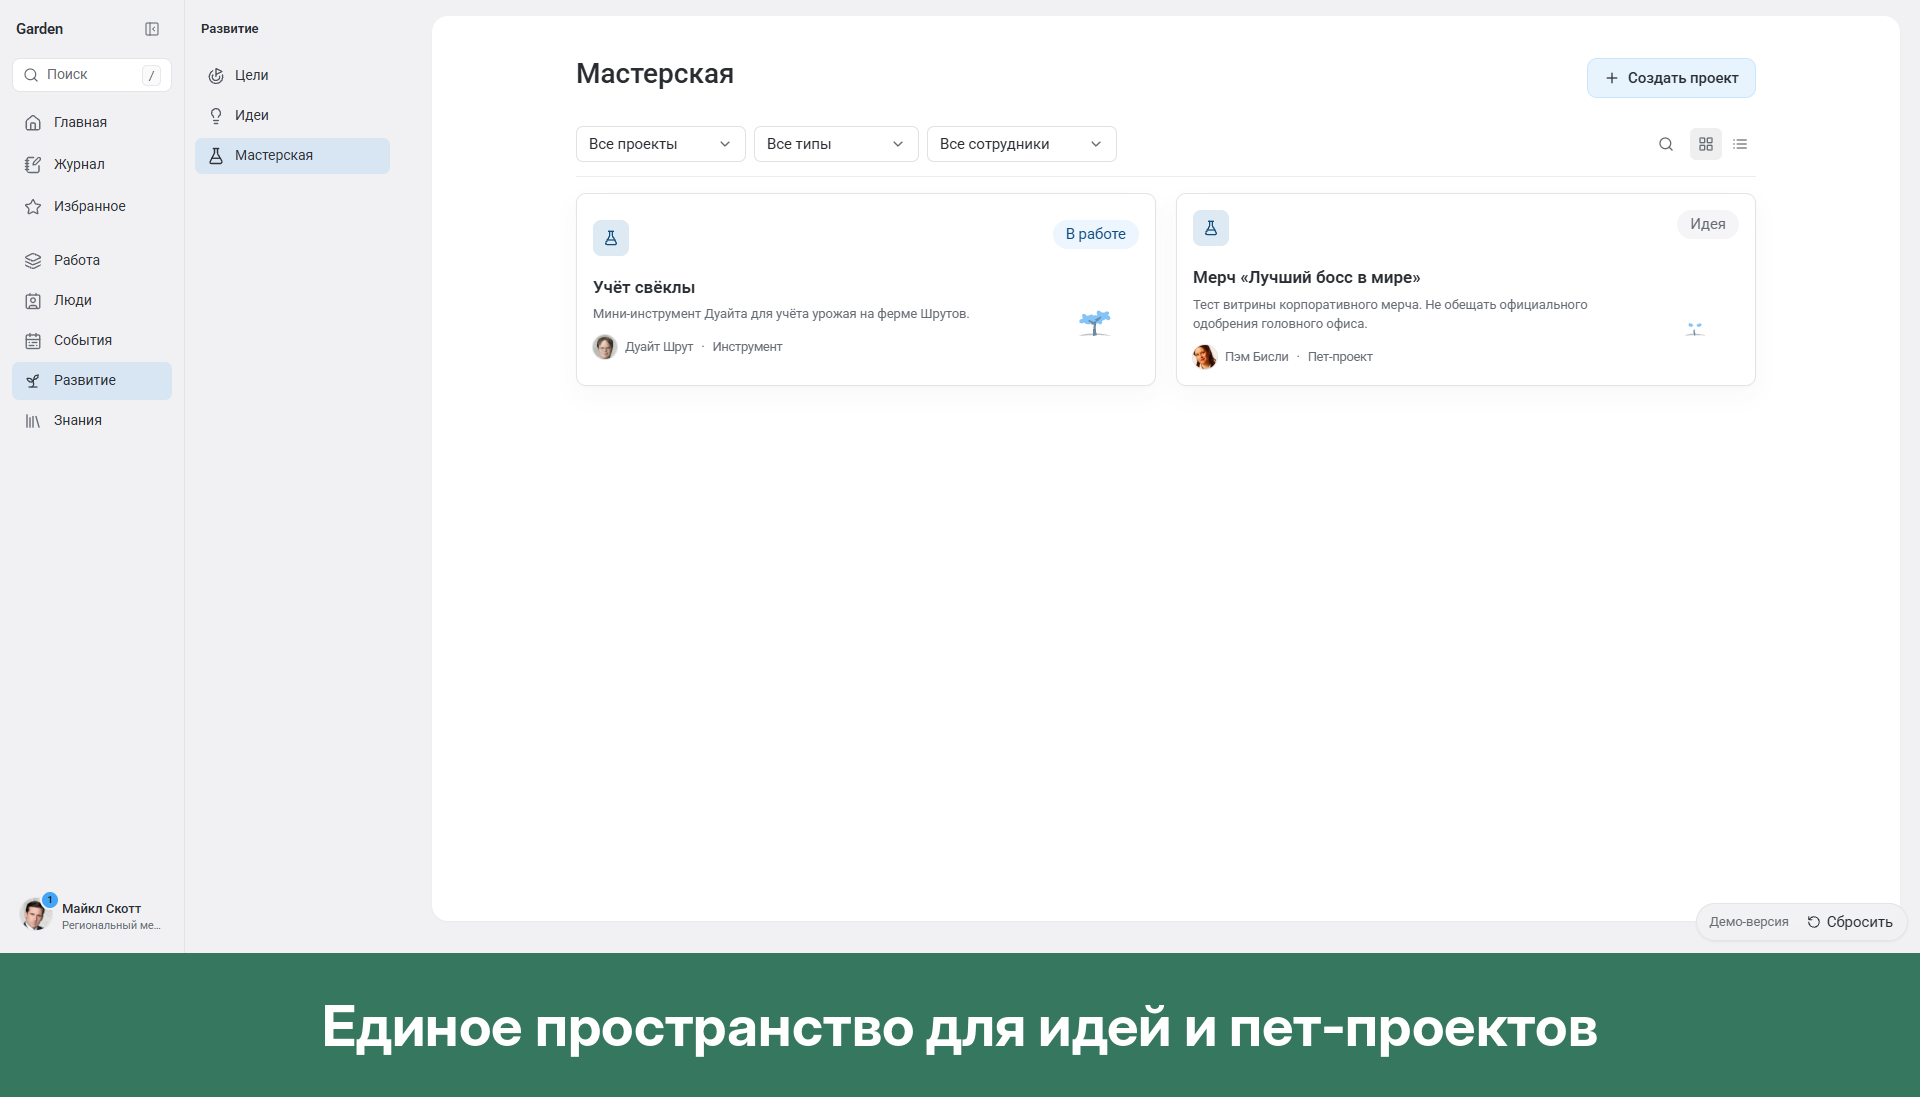 Garden
Поиск
/
Главная
Журнал
Избранное
Работа
Люди
События
Развитие
Знания
1
Майкл Скотт
Региональный ме...
Развитие
Цели
Идеи
Мастерская
Мастерская
Создать проект
Все проекты
Все типы
Все сотрудники
В работе
Учёт свёклы
Мини-инструмент Дуайта для учёта урожая на ферме Шрутов.
Дуайт Шрут · Инструмент
Идея
Мерч «Лучший босс в мире»
Тест витрины корпоративного мерча. Не обещать официального
одобрения головного офиса.
Пэм Бисли · Пет-проект
Демо-версия
Сбросить
Единое пространство для идей и пет-проектов